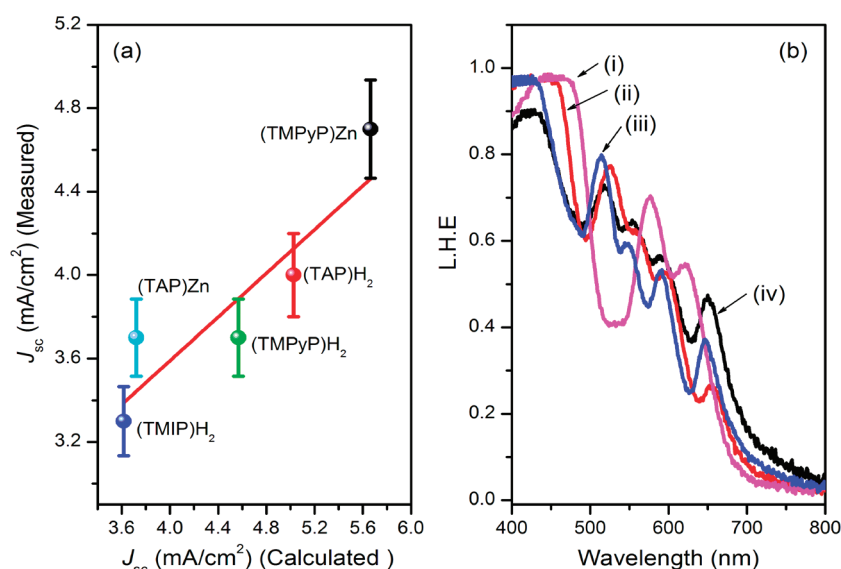 (a)
5.2
4.8
4.4
4.0
3.6
3.2
J_sc (mA/cm²) (Measured)
(TMPyP)Zn
(TAP)Zn
(TAP)H₂
(TMPyP)H₂
(TMIP)H₂
3.6 4.0 4.4 4.8 5.2 5.6 6.0
J_sc (mA/cm²) (Calculated )
(b)
1.0
0.8
0.6
0.4
0.2
0.0
L.H.E
(i)
(ii)
(iii)
(iv)
400 500 600 700 800
Wavelength (nm)